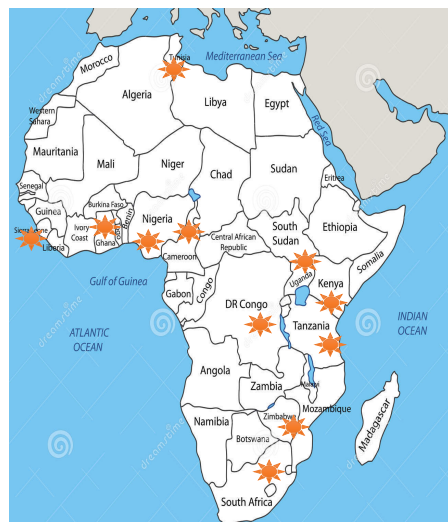 Mediterranean Sea
Tunisia
Morocco
Algeria
Libya
Egypt
Western
Sahara
Red Sea
Mauritania
Mali
Niger
Chad
Sudan
Eritrea
Senegal
Burkina Faso
Guinea
Benin
Nigeria
Ivory
Coast
Ghana
Togo
Liberia
Cameroon
Central African
Republic
South
Sudan
Ethiopia
Somalia
Gulf of Guinea
Gabon
Congo
DR Congo
Uganda
Kenya
Tanzania
INDIAN
OCEAN
ATLANTIC
OCEAN
Angola
Zambia
Malawi
Mozambique
Zimbabwe
Namibia
Botswana
Madagascar
South Africa
dreamstime